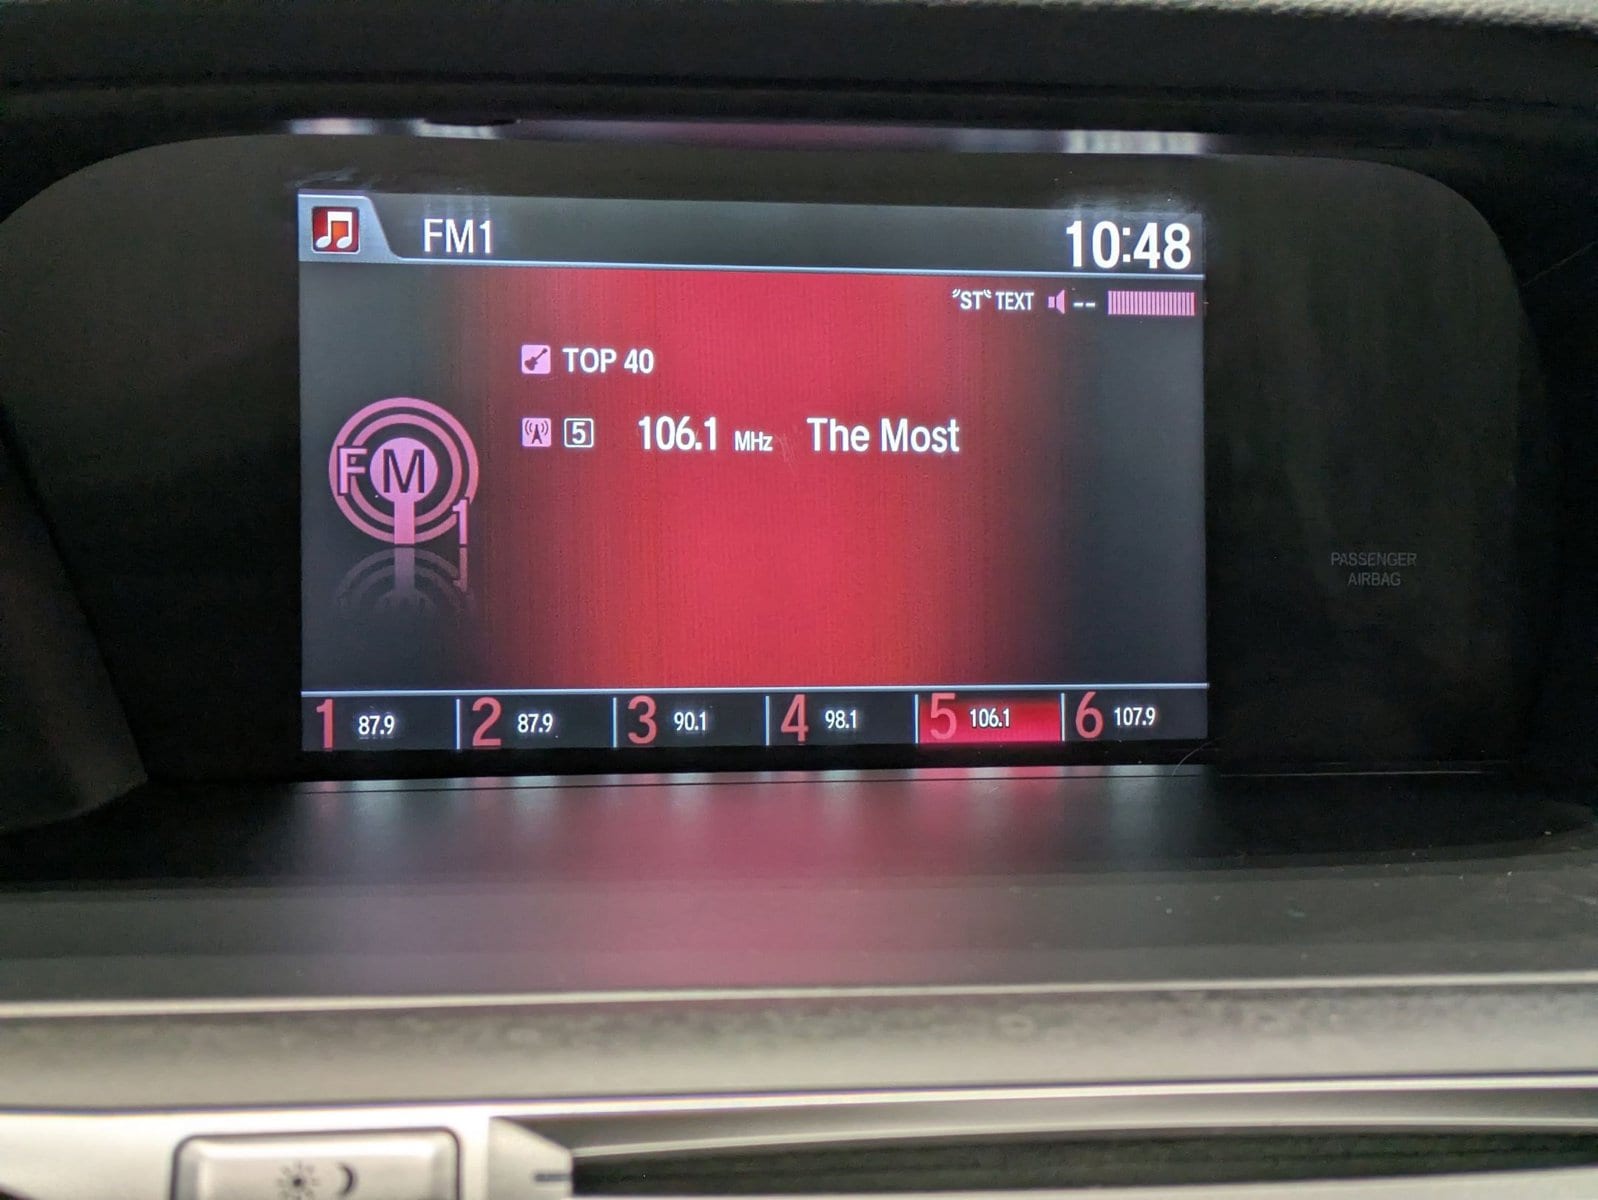 FM1
10:48
"ST" TEXT --
TOP 40
5 106.1 MHz The Most
FM
1
PASSENGER
AIRBAG
1 87.9 2 87.9 3 90.1 4 98.1 5 106.1 6 107.9